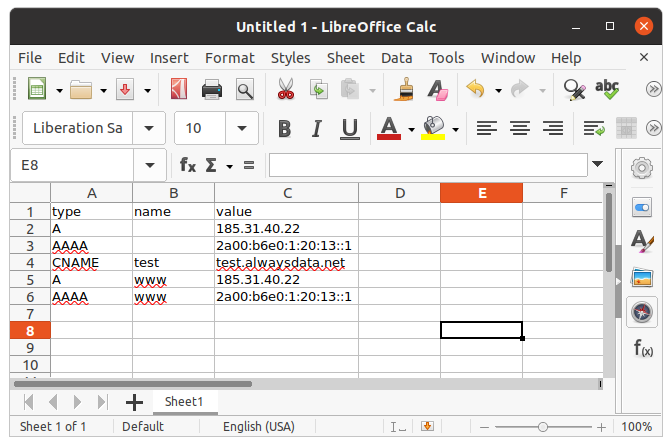 Untitled 1 - LibreOffice Calc
File Edit View Insert Format Styles Sheet Data Tools Window Help
abc
Liberation Sa 10 B I U A
E8 fx Σ =
A B C D E F
1 type name value
2 A 185.31.40.22
3 AAAA 2a00:b6e0:1:20:13::1
4 CNAME test test.alwaysdata.net
5 A www 185.31.40.22
6 AAAA www 2a00:b6e0:1:20:13::1
7
8
9
10
Sheet1
Sheet 1 of 1 Default English (USA) 100%